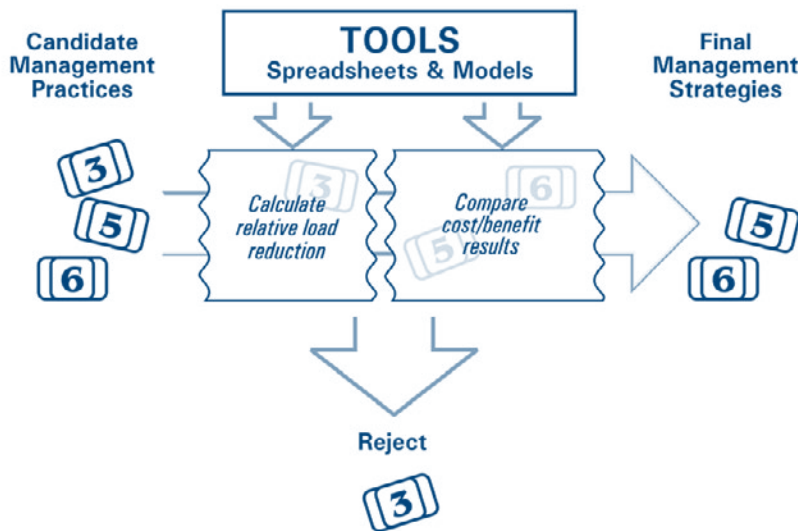 Candidate
Management
Practices
TOOLS
Spreadsheets & Models
Final
Management
Strategies
3
5
6
3
Calculate
relative load
reduction
5
6
Compare
cost/benefit
results
5
6
Reject
3